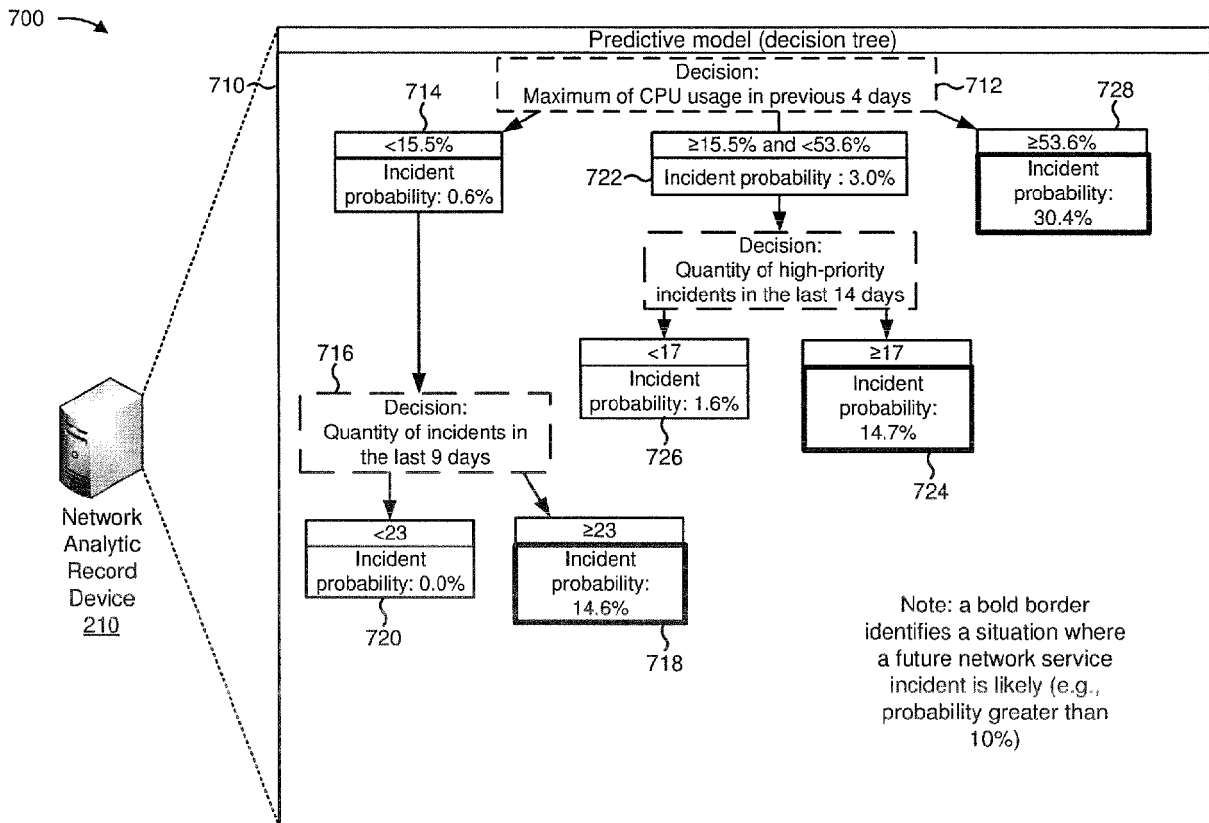 700
Predictive model (decision tree)
710
Decision:
Maximum of CPU usage in previous 4 days
712
714
<15.5%
Incident
probability: 0.6%
≥15.5% and <53.6%
722
Incident probability : 3.0%
728
≥53.6%
Incident
probability:
30.4%
Decision:
Quantity of high-priority
incidents in the last 14 days
<17
Incident
probability: 1.6%
726
≥17
Incident
probability:
14.7%
724
716
Decision:
Quantity of incidents in
the last 9 days
<23
Incident
probability: 0.0%
720
≥23
Incident
probability:
14.6%
718
Network
Analytic
Record
Device
210
Note: a bold border
identifies a situation where
a future network service
incident is likely (e.g.,
probability greater than
10%)